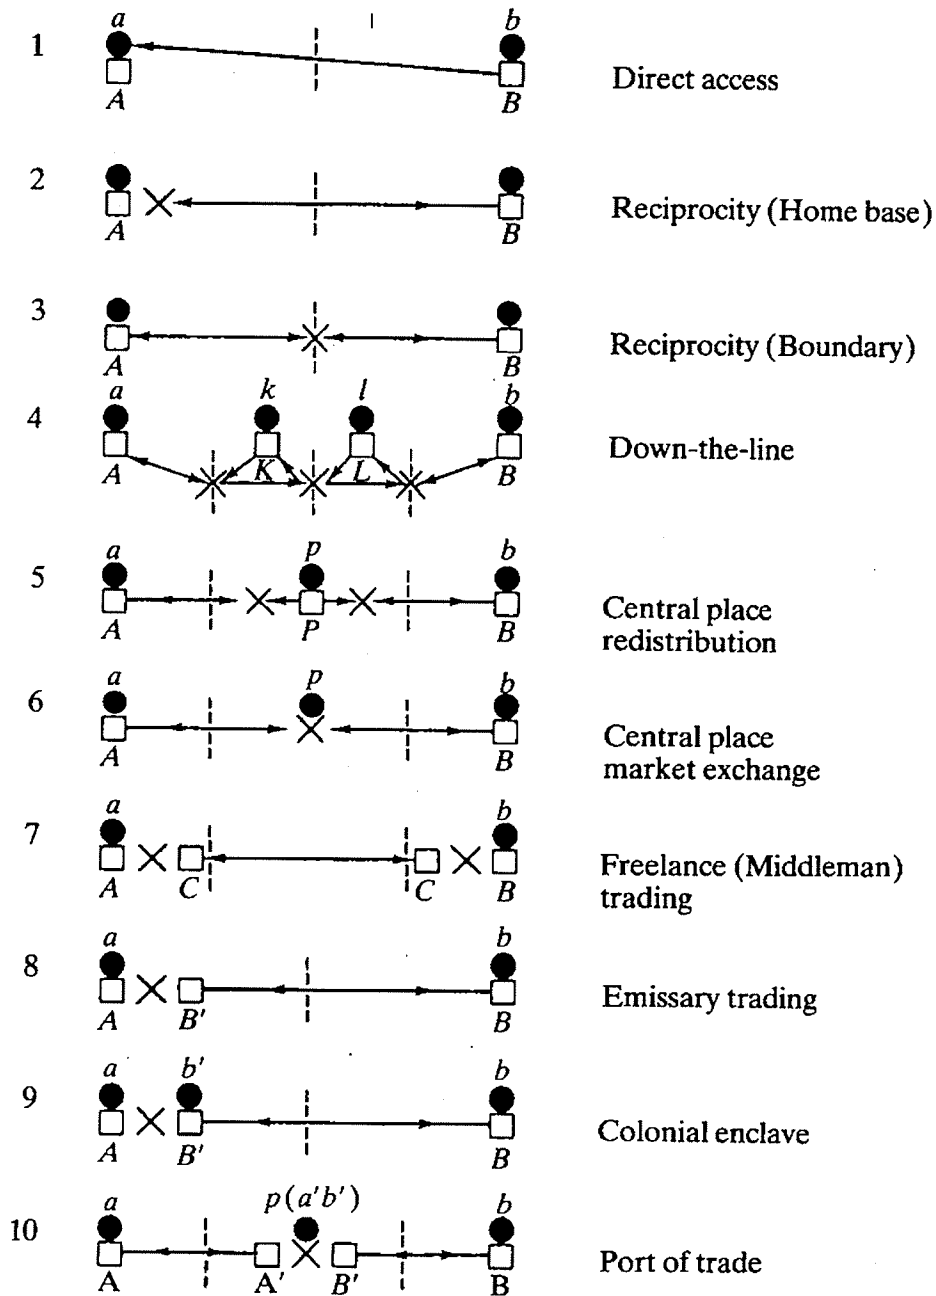 a b
1 Direct access
A B
2 Reciprocity (Home base)
A B
3 Reciprocity (Boundary)
A B
a k l b
4 Down-the-line
A K L B
a p b
5 Central place
redistribution
A P B
a p b
6 Central place
market exchange
A B
a b
7 Freelance (Middleman)
trading
A C C B
a b
8 Emissary trading
A B' B
a b' b
9 Colonial enclave
A B' B
a p(a'b') b
10 Port of trade
A A' B' B